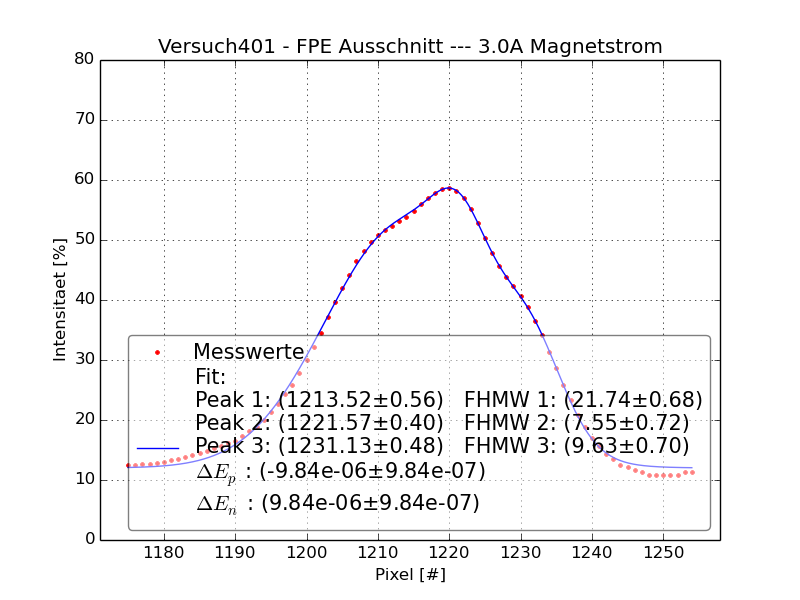 Versuch401 - FPE Ausschnitt --- 3.0A Magnetstrom
80
70
60
50
40
30
20
10
0
Intensitaet [%]
Messwerte
Fit:
Peak 1: (1213.52±0.56) FHMW 1: (21.74±0.68)
Peak 2: (1221.57±0.40) FHMW 2: (7.55±0.72)
Peak 3: (1231.13±0.48) FHMW 3: (9.63±0.70)
ΔE_p : (-9.84e-06±9.84e-07)
ΔE_n : (9.84e-06±9.84e-07)
1180 1190 1200 1210 1220 1230 1240 1250
Pixel [#]